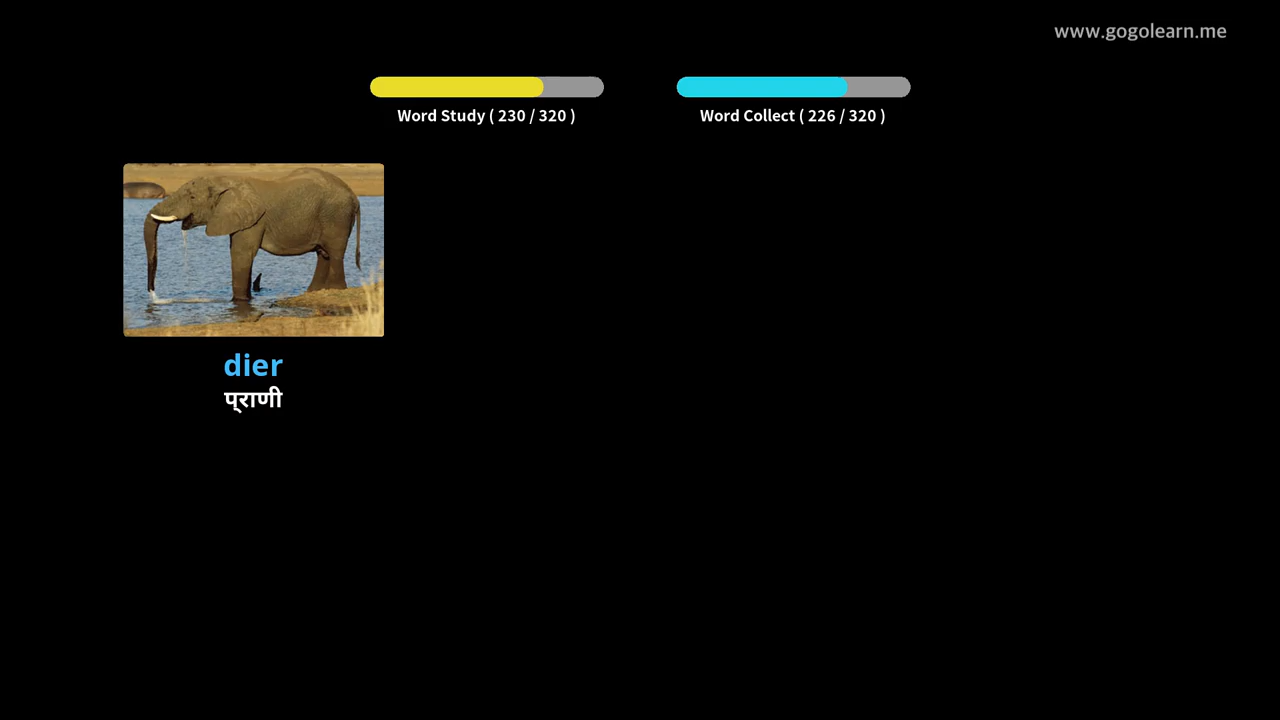 www.gogolearn.me
Word Study ( 230 / 320 )
Word Collect ( 226 / 320 )
dier
प्राणी